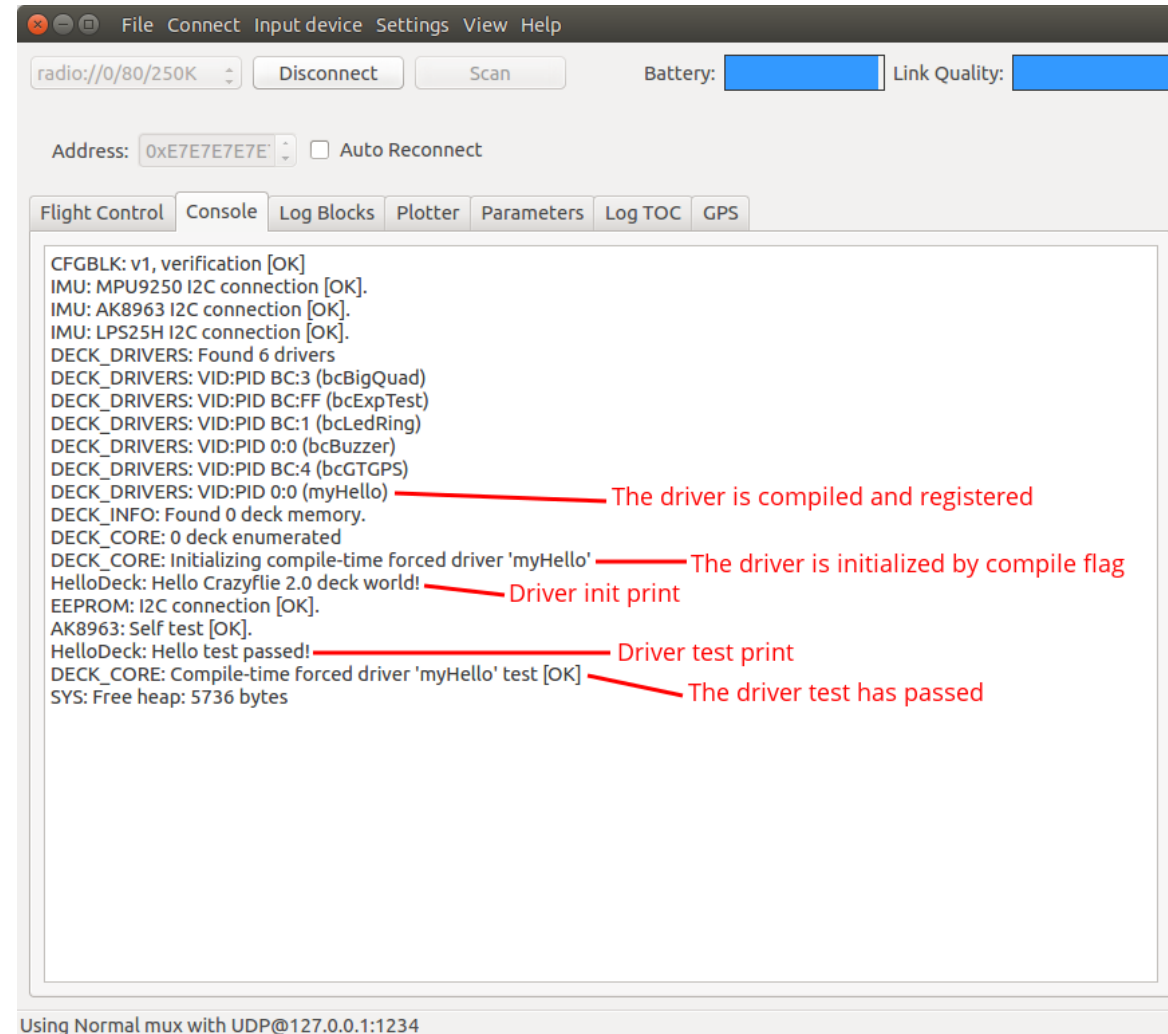 File Connect Input device Settings View Help
radio://0/80/250K Disconnect Scan Battery: Link Quality:
Address: 0xE7E7E7E7E Auto Reconnect
Flight Control Console Log Blocks Plotter Parameters Log TOC GPS
CFGBLK: v1, verification [OK]
IMU: MPU9250 I2C connection [OK].
IMU: AK8963 I2C connection [OK].
IMU: LPS25H I2C connection [OK].
DECK_DRIVERS: Found 6 drivers
DECK_DRIVERS: VID:PID BC:3 (bcBigQuad)
DECK_DRIVERS: VID:PID BC:FF (bcExpTest)
DECK_DRIVERS: VID:PID BC:1 (bcLedRing)
DECK_DRIVERS: VID:PID 0:0 (bcBuzzer)
DECK_DRIVERS: VID:PID BC:4 (bcGTGPS)
DECK_DRIVERS: VID:PID 0:0 (myHello) The driver is compiled and registered
DECK_INFO: Found 0 deck memory.
DECK_CORE: 0 deck enumerated
DECK_CORE: Initializing compile-time forced driver 'myHello' The driver is initialized by compile flag
HelloDeck: Hello Crazyflie 2.0 deck world! Driver init print
EEPROM: I2C connection [OK].
AK8963: Self test [OK].
HelloDeck: Hello test passed! Driver test print
DECK_CORE: Compile-time forced driver 'myHello' test [OK] The driver test has passed
SYS: Free heap: 5736 bytes
Using Normal mux with UDP@127.0.0.1:1234